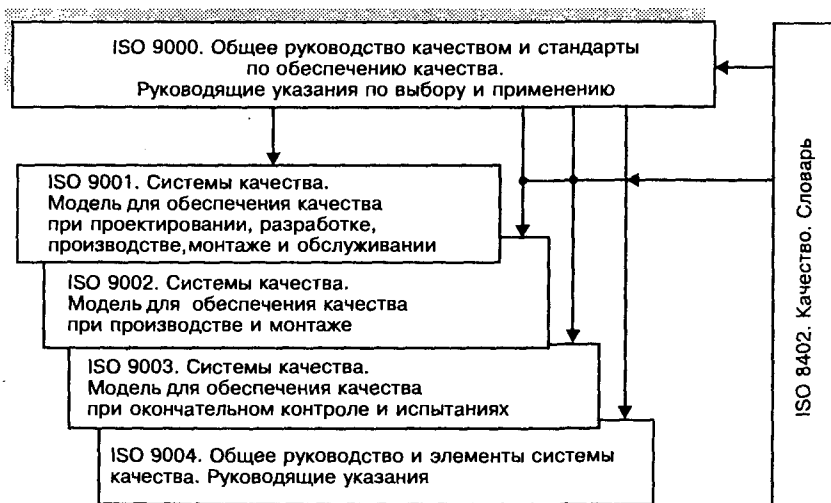 ISO 9000. Общее руководство качеством и стандарты
по обеспечению качества.
Руководящие указания по выбору и применению
ISO 9001. Системы качества.
Модель для обеспечения качества
при проектировании, разработке,
производстве, монтаже и обслуживании
ISO 9002. Системы качества.
Модель для обеспечения качества
при производстве и монтаже
ISO 9003. Системы качества.
Модель для обеспечения качества
при окончательном контроле и испытаниях
ISO 9004. Общее руководство и элементы системы
качества. Руководящие указания
ISO 8402. Качество. Словарь